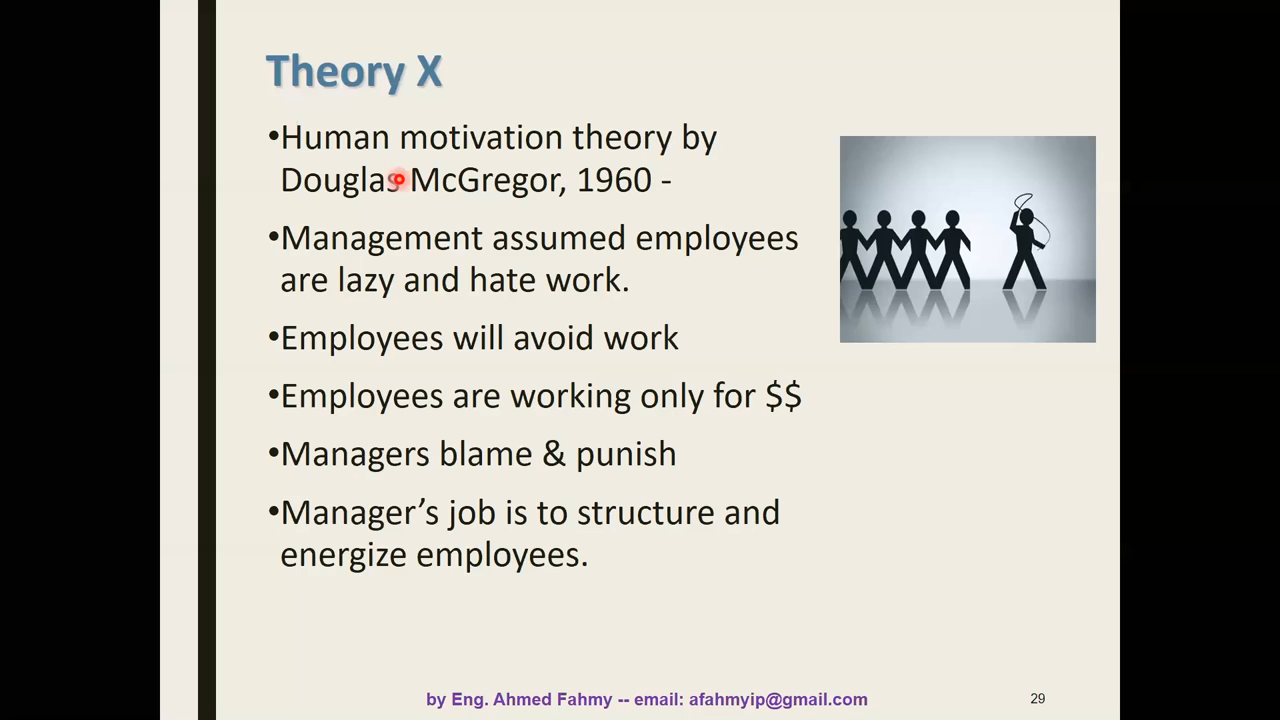 Theory X
•Human motivation theory by
Douglas McGregor, 1960 -
•Management assumed employees
are lazy and hate work.
•Employees will avoid work
•Employees are working only for $$
•Managers blame & punish
•Manager’s job is to structure and
energize employees.
by Eng. Ahmed Fahmy -- email: afahmyip@gmail.com
29